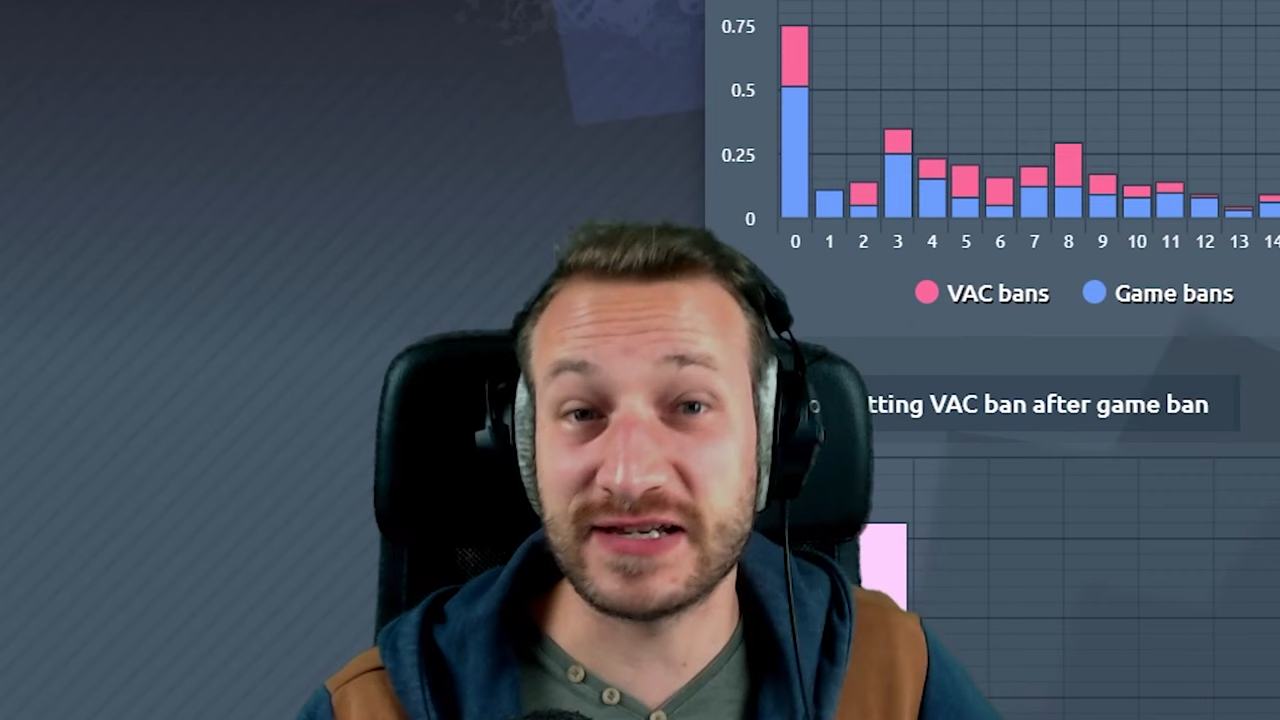 0.75
0.5
0.25
0
0 1 2 3 4 5 6 7 8 9 10 11 12 13 14
VAC bans Game bans
tting VAC ban after game ban